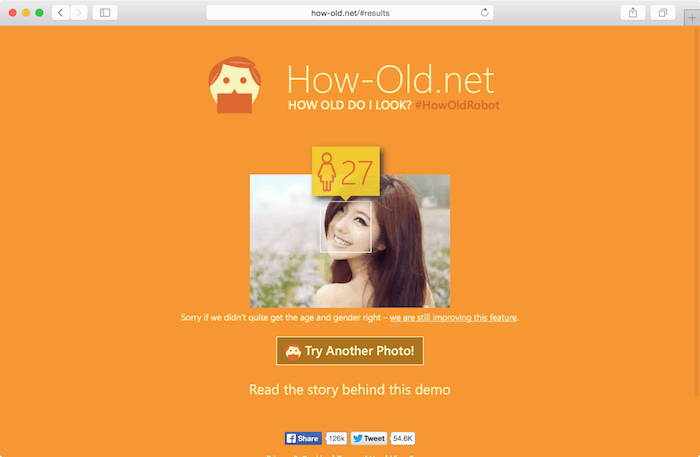 how-old.net/#results
How-Old.net
HOW OLD DO I LOOK? #HowOldRobot
27
Sorry if we didn't quite get the age and gender right – we are still improving this feature.
Try Another Photo!
Read the story behind this demo
Share 126k Tweet 54.6K